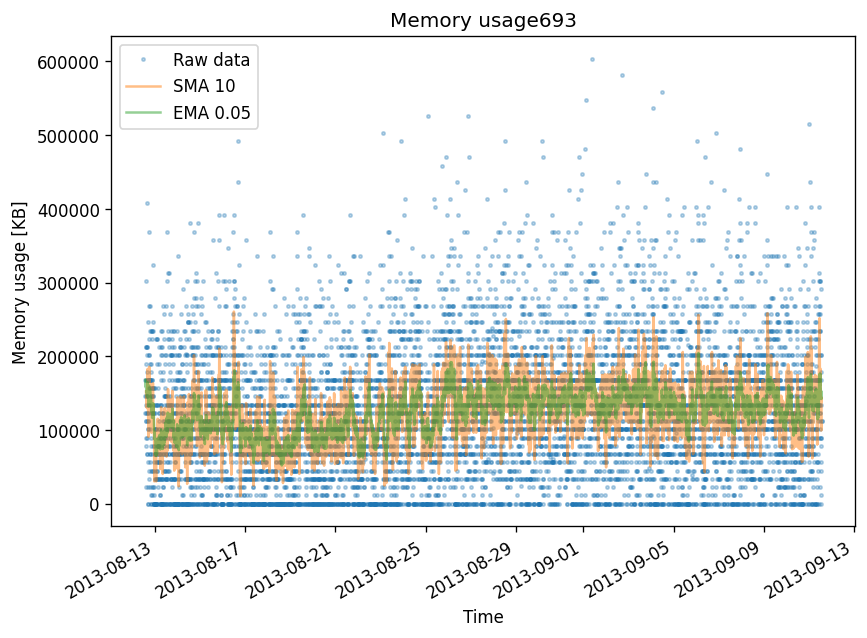 Memory usage693
Raw data
SMA 10
EMA 0.05
Memory usage [KB]
600000
500000
400000
300000
200000
100000
0
2013-08-13
2013-08-17
2013-08-21
2013-08-25
2013-08-29
2013-09-01
2013-09-05
2013-09-09
2013-09-13
Time